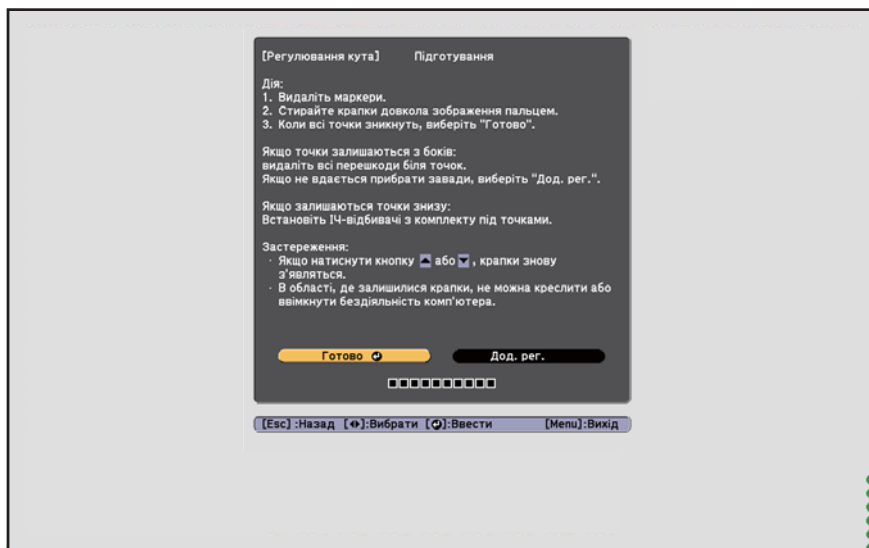 [Регулювання кута] Підготування
Дія:
1. Видаліть маркери.
2. Стирайте крапки довкола зображення пальцем.
3. Коли всі точки зникнуть, виберіть "Готово".
Якщо точки залишаються з боків:
видаліть всі перешкоди біля точок.
Якщо не вдається прибрати завади, виберіть "Дод. рег.".
Якщо залишаються точки знизу:
Встановіть ІЧ-відбивачі з комплекту під точками.
Застереження:
· Якщо натиснути кнопку ▲ або ▼, крапки знову
з'являться.
· В області, де залишилися крапки, не можна креслити або
ввімкнути бездіяльність комп'ютера.
Готово Дод. рег.
[Esc] :Назад [◆]:Вибрати [↵]:Ввести [Menu]:Вихід